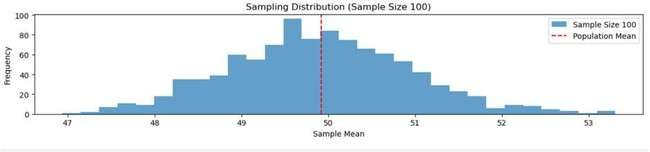 Sampling Distribution (Sample Size 100)
Sample Size 100
Population Mean
100
80
60
40
20
0
Frequency
47 48 49 50 51 52 53
Sample Mean